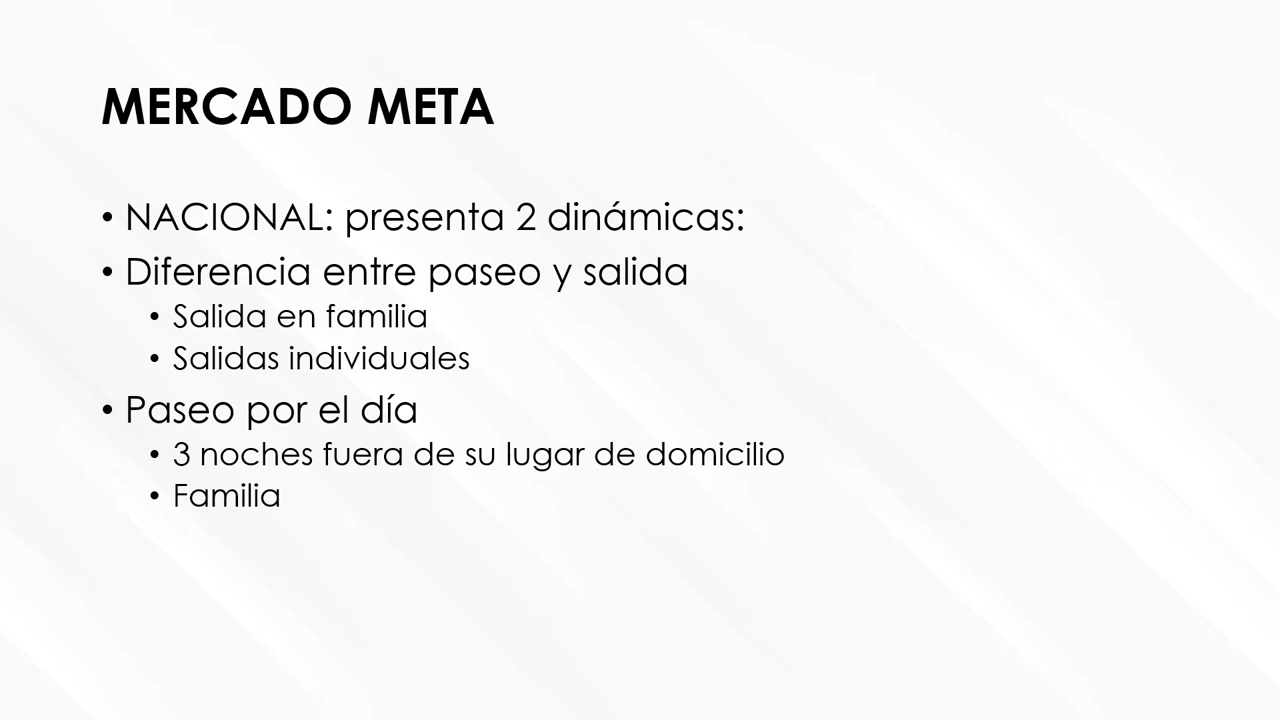 MERCADO META
• NACIONAL: presenta 2 dinámicas:
• Diferencia entre paseo y salida
• Salida en familia
• Salidas individuales
• Paseo por el día
• 3 noches fuera de su lugar de domicilio
• Familia